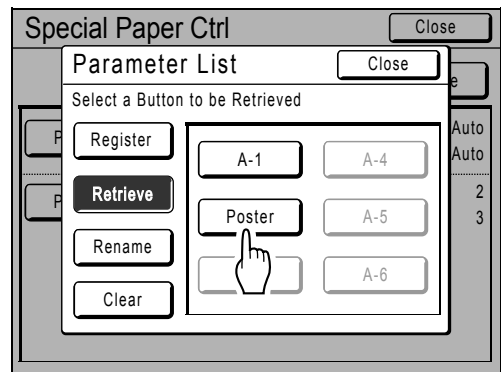 Special Paper Ctrl
Close
Parameter List
Close
e
Select a Button to be Retrieved
Register
Retrieve
Rename
Clear
A-1
A-4
Poster
A-5
A-6
P
Auto
Auto
P
2
3